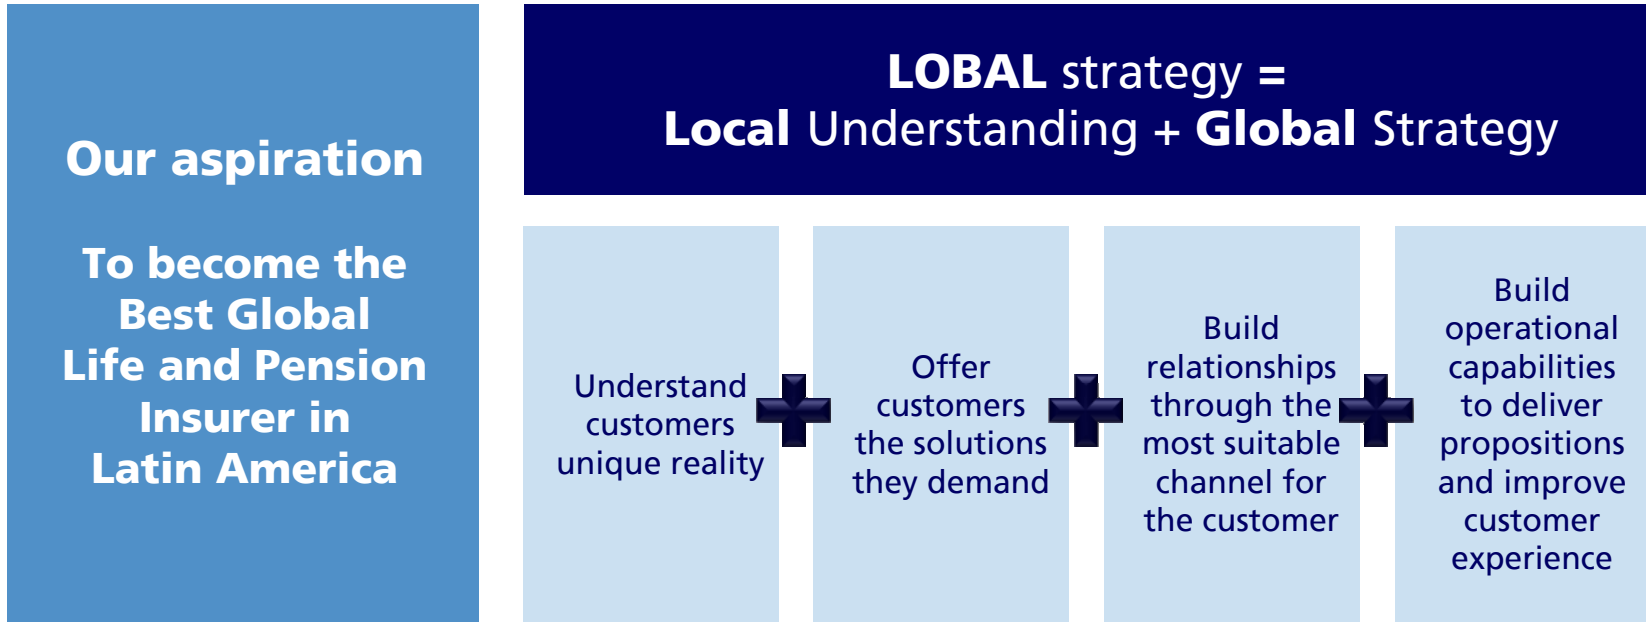 Our aspiration
To become the
Best Global
Life and Pension
Insurer in
Latin America
LOBAL strategy =
Local Understanding + Global Strategy
Understand
customers
unique reality
Offer
customers
the solutions
they demand
Build
relationships
through the
most suitable
channel for
the customer
Build
operational
capabilities
to deliver
propositions
and improve
customer
experience